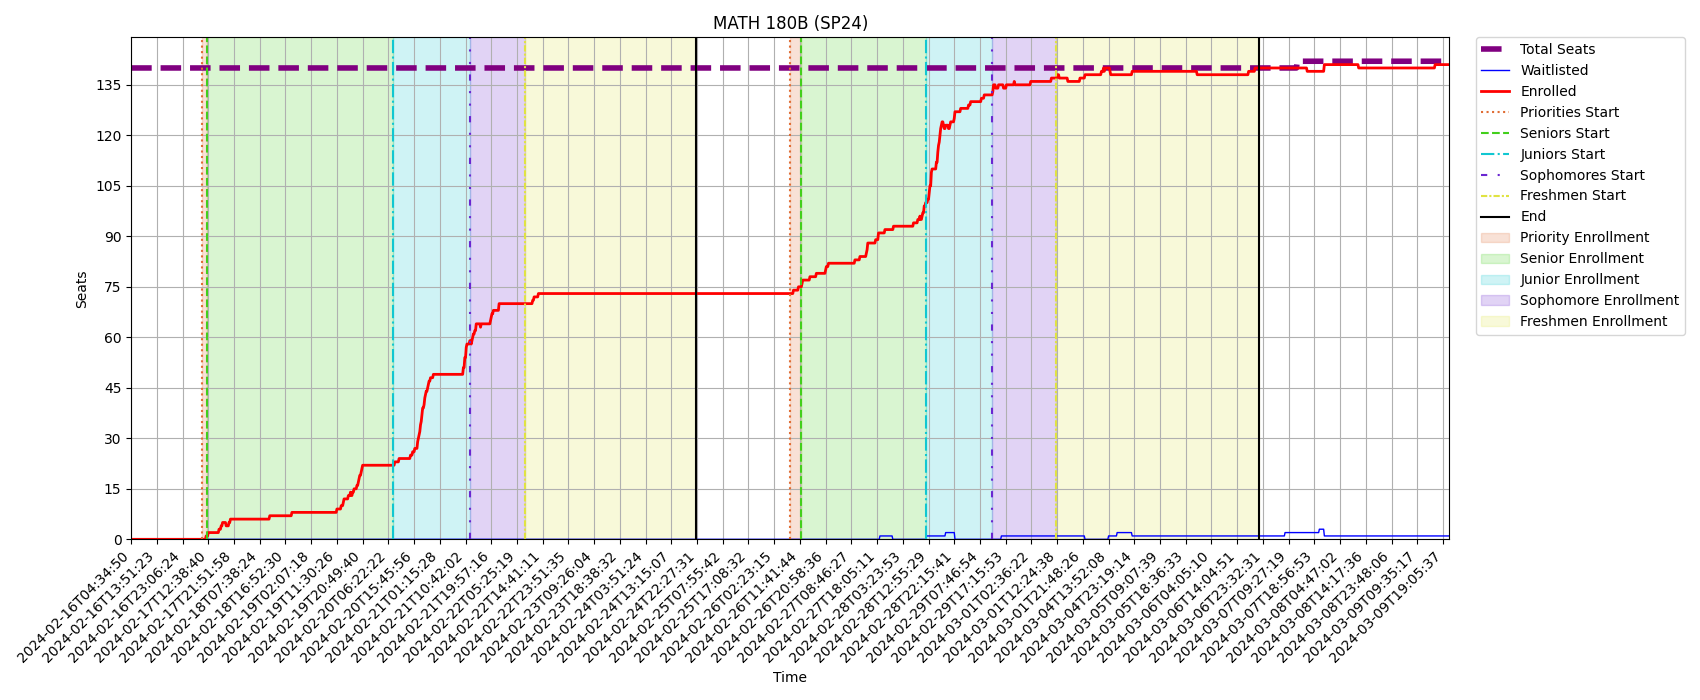 MATH 180B (SP24)
Total Seats
Waitlisted
Enrolled
Priorities Start
Seniors Start
Juniors Start
Sophomores Start
Freshmen Start
End
Priority Enrollment
Senior Enrollment
Junior Enrollment
Sophomore Enrollment
Freshmen Enrollment
Seats
135
120
105
90
75
60
45
30
15
0
2024-02-16T04:34:50
2024-02-16T13:51:23
2024-02-16T23:06:24
2024-02-17T12:38:40
2024-02-17T21:51:58
2024-02-18T07:38:24
2024-02-18T16:52:30
2024-02-19T02:07:18
2024-02-19T11:30:26
2024-02-19T20:49:40
2024-02-20T06:22:22
2024-02-20T15:45:56
2024-02-21T01:15:28
2024-02-21T10:42:02
2024-02-21T19:57:16
2024-02-22T05:25:19
2024-02-22T14:41:11
2024-02-22T23:51:35
2024-02-23T09:26:04
2024-02-23T18:38:32
2024-02-24T03:51:24
2024-02-24T13:15:07
2024-02-24T22:27:31
2024-02-25T07:55:42
2024-02-25T17:08:32
2024-02-26T02:23:15
2024-02-26T11:41:44
2024-02-26T20:58:36
2024-02-27T08:46:27
2024-02-27T18:05:11
2024-02-28T03:23:53
2024-02-28T12:55:29
2024-02-28T22:15:41
2024-02-29T07:46:54
2024-02-29T17:15:53
2024-03-01T02:36:22
2024-03-01T12:24:38
2024-03-01T21:48:26
2024-03-04T13:52:08
2024-03-04T23:19:14
2024-03-05T09:07:39
2024-03-05T18:36:33
2024-03-06T04:05:10
2024-03-06T14:04:51
2024-03-06T23:32:31
2024-03-07T09:27:19
2024-03-07T18:56:53
2024-03-08T04:47:02
2024-03-08T14:17:36
2024-03-08T23:48:06
2024-03-09T09:35:17
2024-03-09T19:05:37
Time